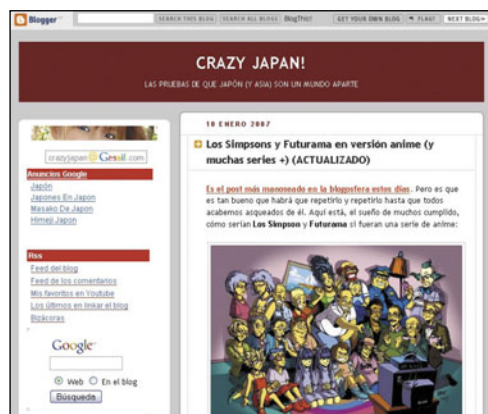 Blogger
SEARCH THIS BLOG
SEARCH ALL BLOGS
BlogThis!
GET YOUR OWN BLOG
FLAG?
NEXT BLOG»
CRAZY JAPAN!
LAS PRUEBAS DE QUE JAPÓN (Y ASIA) SON UN MUNDO APARTE
Anuncios Google
Japón
Japones En Japon
Masako De Japon
Himeji Japon
Rss
Feed del blog
Feed de los comentarios
Mis favoritos en Youtube
Los últimos en linkar el blog
Bizácoras
Google
Web
En el blog
Búsqueda
10 ENERO 2007
Los Simpsons y Futurama en versión anime (y
muchas series +) (ACTUALIZADO)
Es el post más manoseado en la blogosfera estos días. Pero es que
es tan bueno que habrá que repetirlo y repetirlo hasta que todos
acabemos asqueados de él. Aquí está, el sueño de muchos cumplido,
cómo serían Los Simpson y Futurama si fueran una serie de anime: